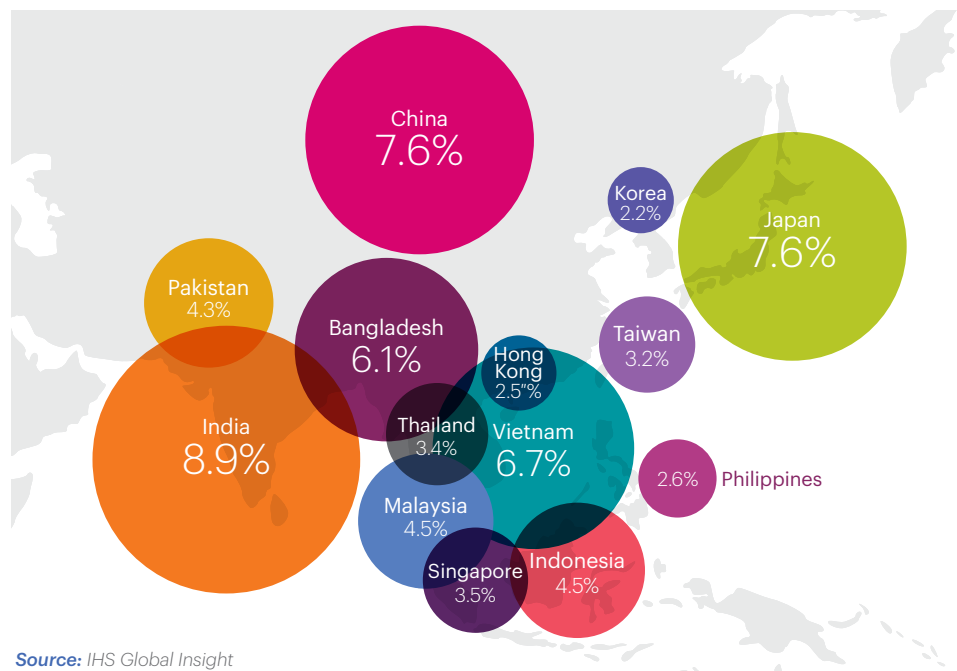 China
7.6%
Korea
2.2%
Japan
7.6%
Pakistan
4.3%
Bangladesh
6.1%
Taiwan
3.2%
Hong
Kong
2.5"%
India
8.9%
Thailand
3.4%
Vietnam
6.7%
2.6% Philippines
Malaysia
4.5%
Singapore
3.5%
Indonesia
4.5%
Source: IHS Global Insight